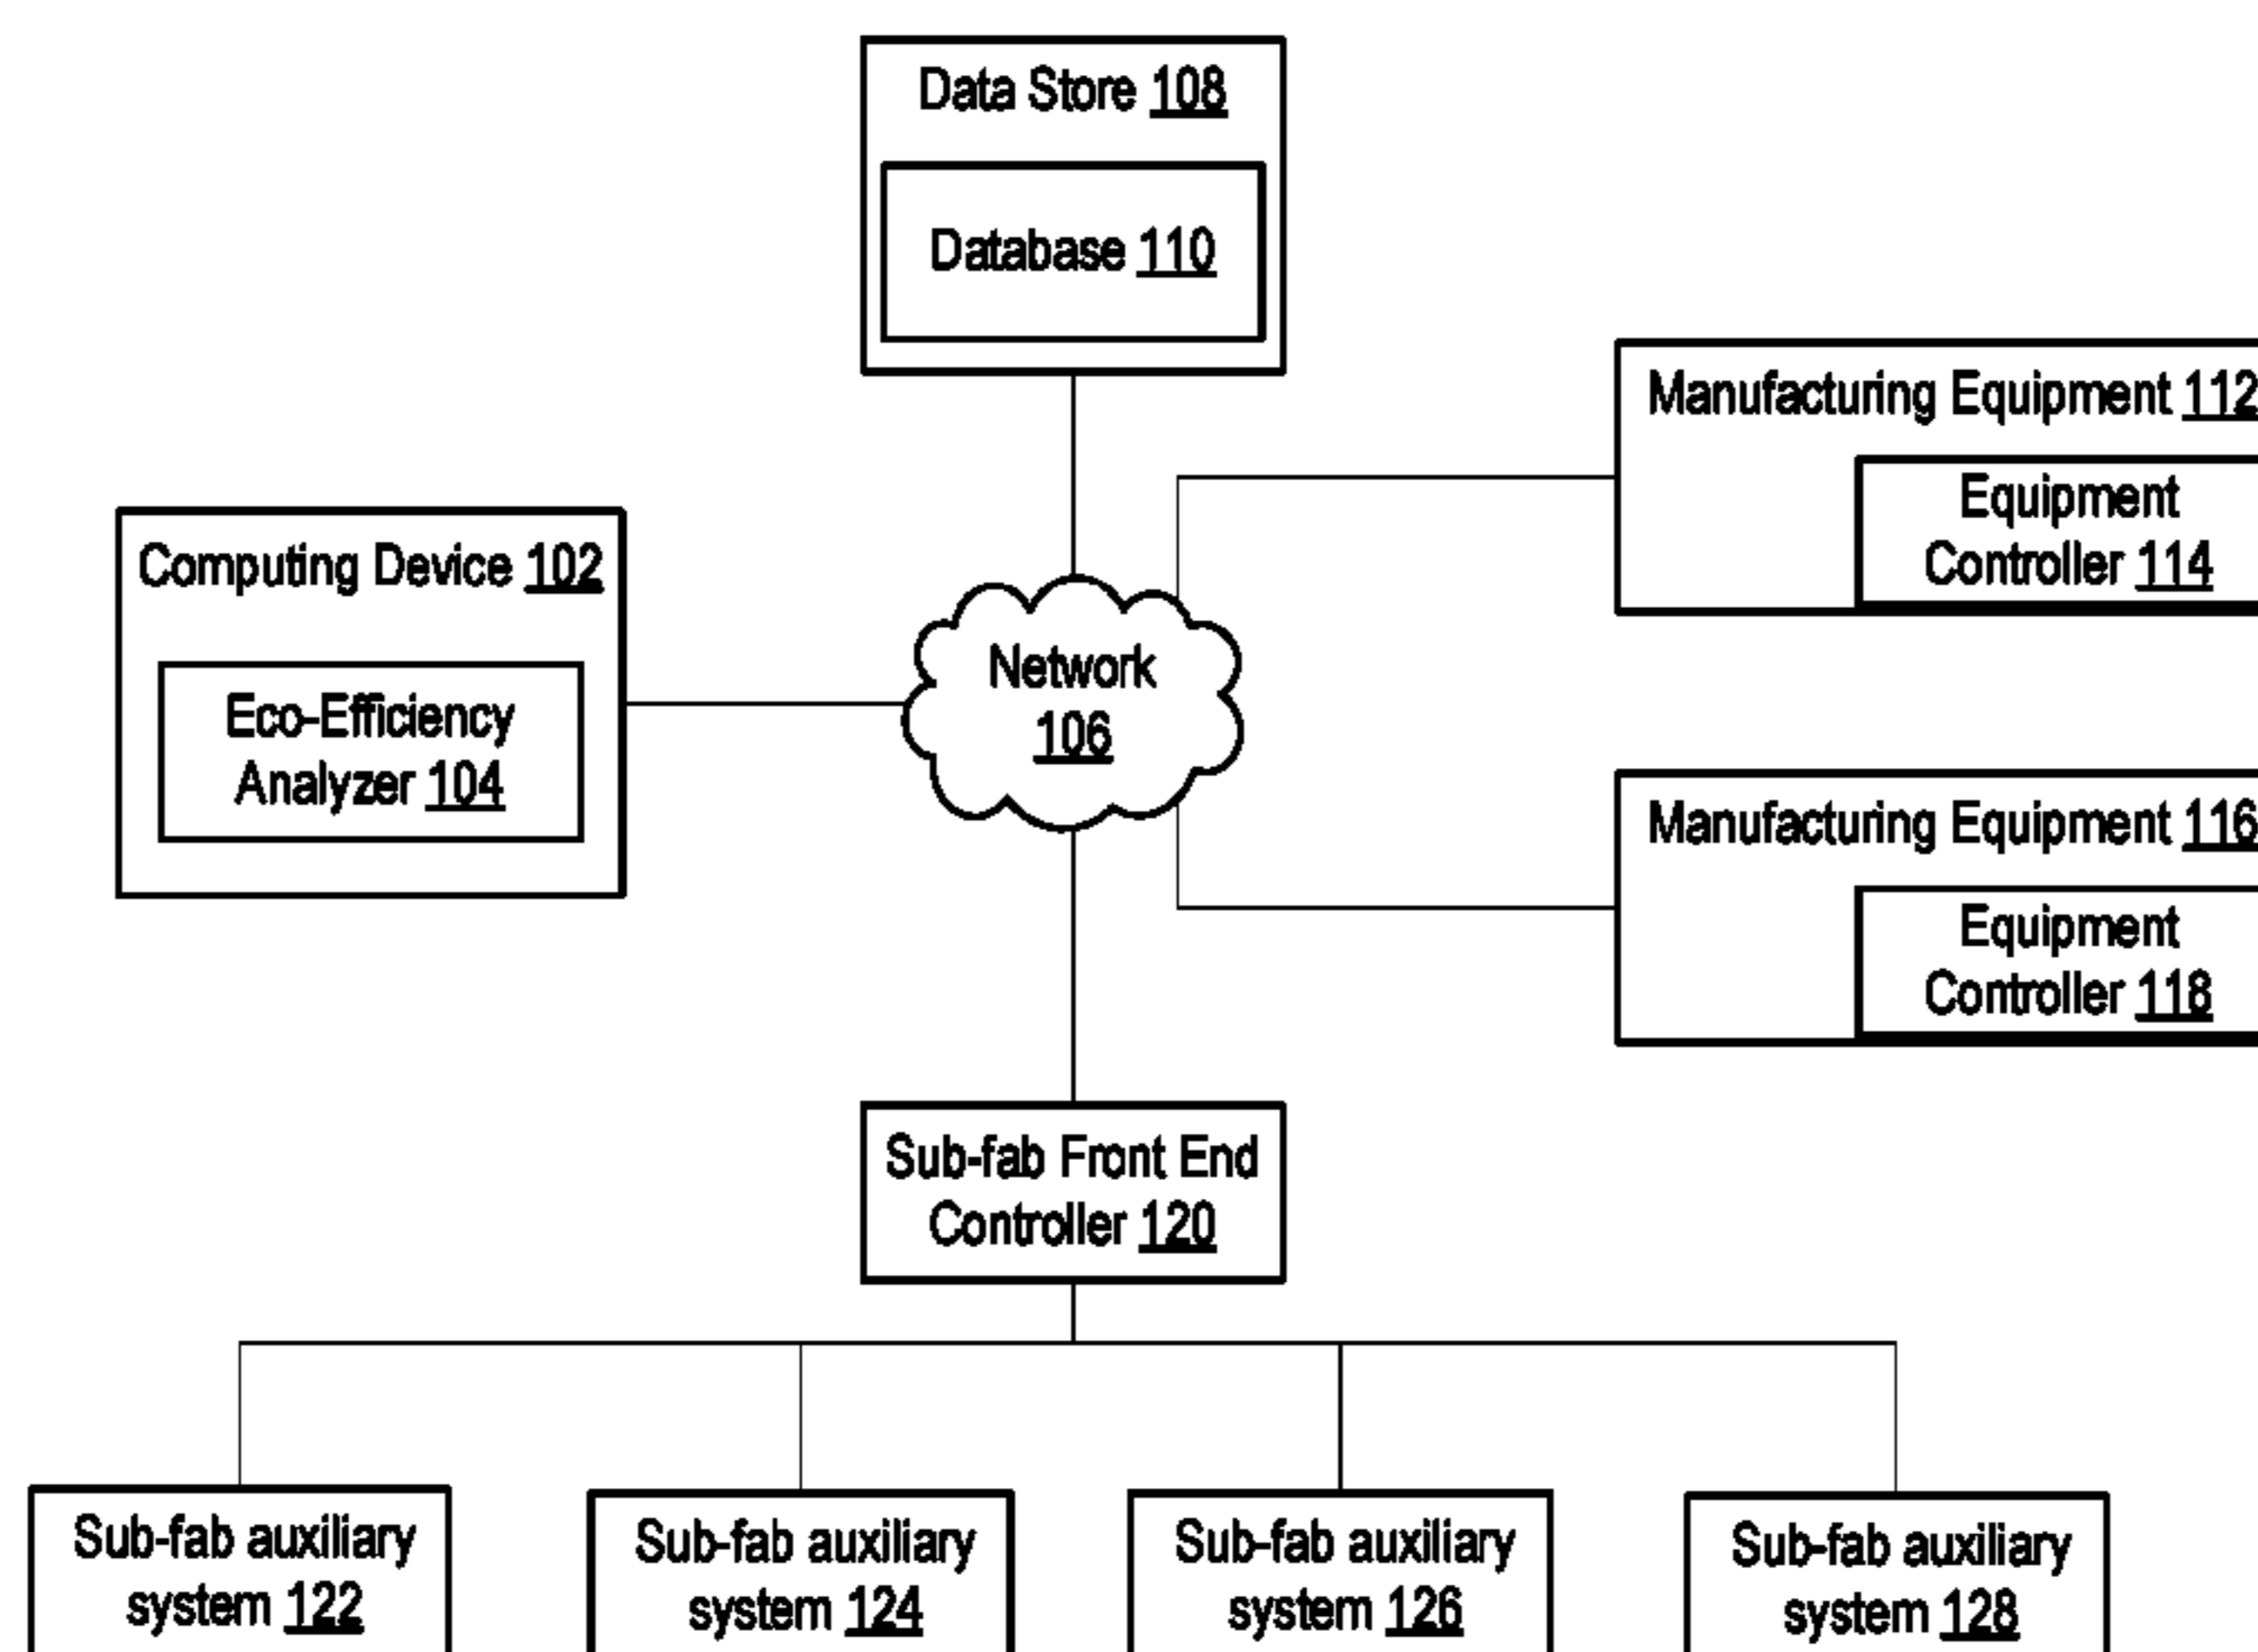 Data Store 108
Database 110
Manufacturing Equipment 112
Equipment
Controller 114
Computing Device 102
Eco-Efficiency
Analyzer 104
Network
106
Manufacturing Equipment 116
Equipment
Controller 118
Sub-fab Front End
Controller 120
Sub-fab auxiliary
system 122
Sub-fab auxiliary
system 124
Sub-fab auxiliary
system 126
Sub-fab auxiliary
system 128